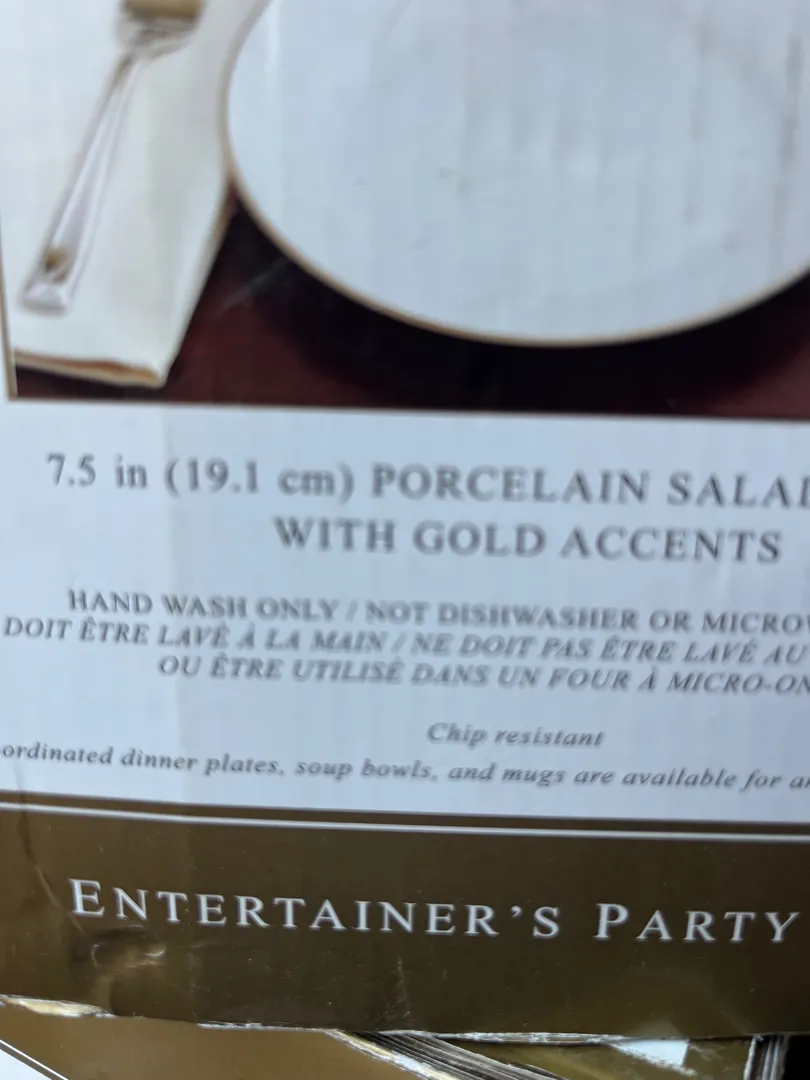 7.5 in (19.1 cm) PORCELAIN
WITH GOLD ACCENTS
HAND WASH ONLY / NOT DISHWASHER OR
DOIT ÊTRE LAVÉ À LA MAIN / NE DOIT PAS ÊTRE LAVÉ AU
OU ÊTRE UTILISÉ DANS UN FOUR À
Chip resistant
dinner plates, soup bowls, and mugs are available for
ENTERTAINER'S PARTY